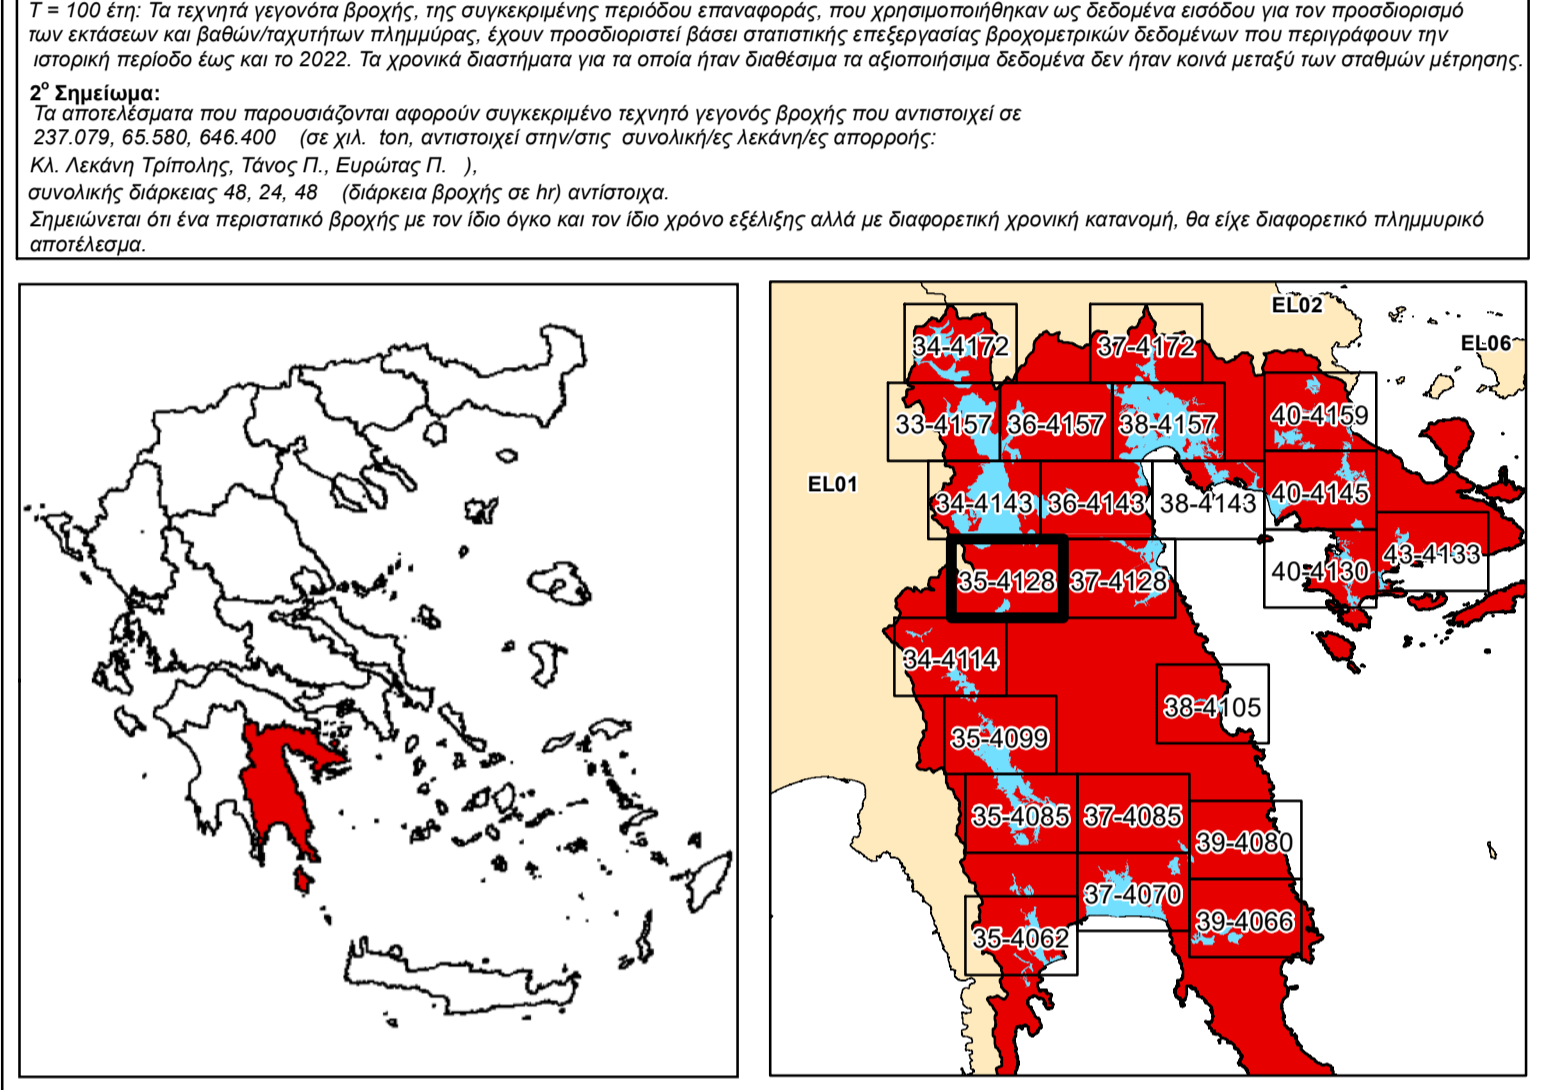 T = 100 έτη: Τα τεχνητά γεγονότα βροχής, της συγκεκριμένης περιόδου επαναφοράς, που χρησιμοποιήθηκαν ως δεδομένα εισόδου για τον προσδιορισμό
των εκτάσεων και βαθών/ταχυτήτων πλημμύρας, έχουν προσδιοριστεί βάσει στατιστικής επεξεργασίας βροχομετρικών δεδομένων που περιγράφουν την
ιστορική περίοδο έως και το 2022. Τα χρονικά διαστήματα για τα οποία ήταν διαθέσιμα τα αξιοποιήσιμα δεδομένα δεν ήταν κοινά μεταξύ των σταθμών μέτρησης.
2ο Σημείωμα:
Τα αποτελέσματα που παρουσιάζονται αφορούν συγκεκριμένο τεχνητό γεγονός βροχής που αντιστοιχεί σε
237.079, 65.580, 646.400 (σε χιλ. ton, αντιστοιχεί στην/στις συνολική/ες λεκάνη/ες απορροής:
Κλ. Λεκάνη Τρίπολης, Τάνος Π., Ευρώτας Π. ),
συνολικής διάρκειας 48, 24, 48 (διάρκεια βροχής σε hr) αντίστοιχα.
Σημειώνεται ότι ένα περιστατικό βροχής με τον ίδιο όγκο και τον ίδιο χρόνο εξέλιξης αλλά με διαφορετική χρονική κατανομή, θα είχε διαφορετικό πλημμυρικό
αποτέλεσμα.
EL02
EL06
34-4172 37-4172
33-4157 36-4157 38-4157 40-4159
EL01
34-4143 36-4143 38-4143 40-4145
35-4128 37-4128 40-4130 43-4133
34-4114
38-4105
35-4099
35-4085 37-4085
39-4080
37-4070
39-4066
35-4062